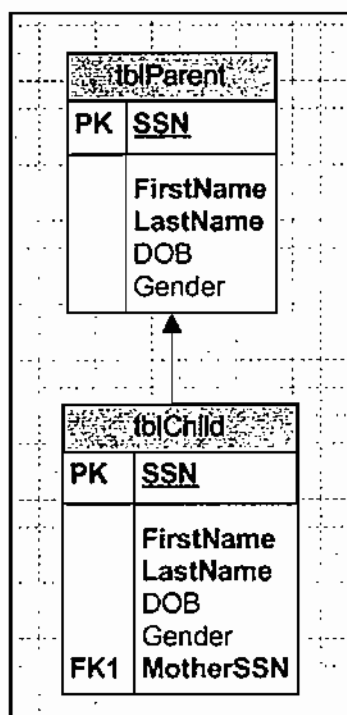 tblParent
PK SSN
FirstName
LastName
DOB
Gender
tblChild
PK SSN
FirstName
LastName
DOB
Gender
FK1 MotherSSN